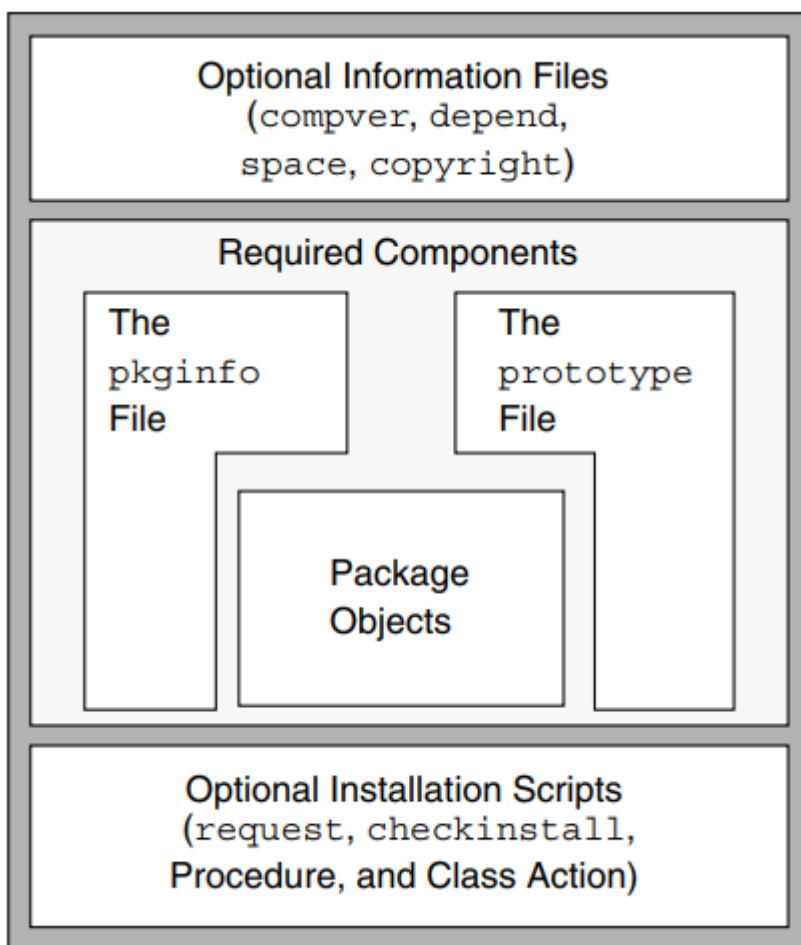 Optional Information Files
(compver, depend,
space, copyright)
Required Components
The
pkginfo
File
The
prototype
File
Package
Objects
Optional Installation Scripts
(request, checkinstall,
Procedure, and Class Action)